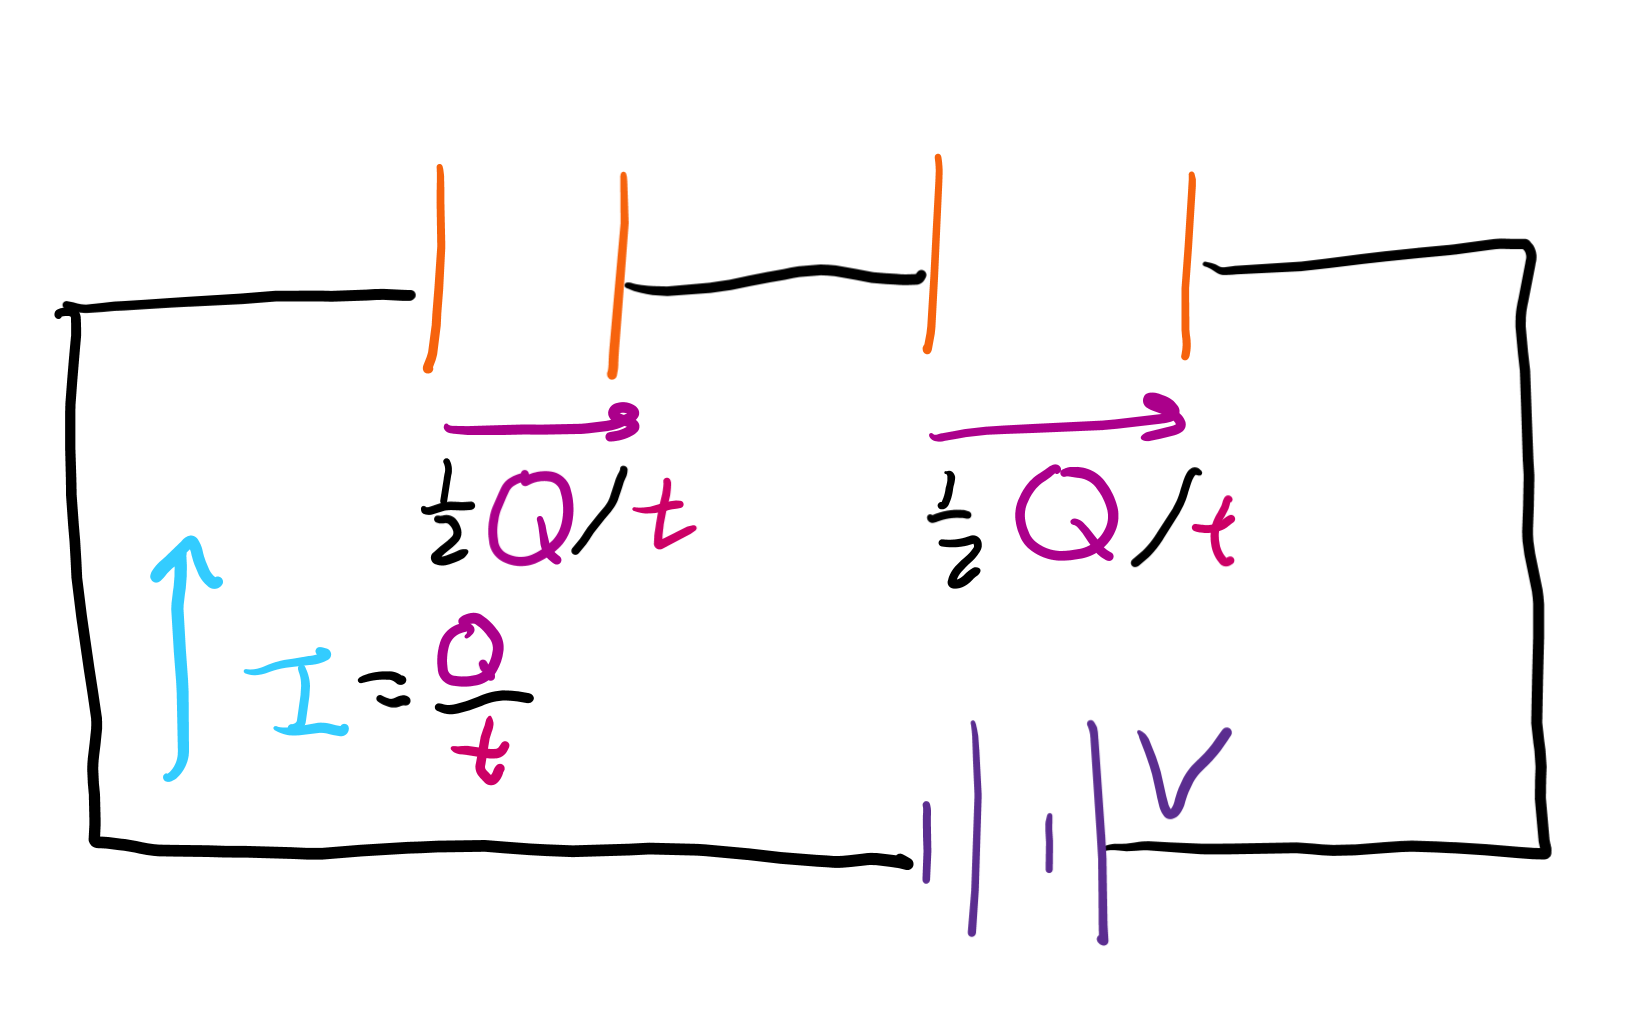 ½Q/t ½Q/t
I = Q/t
V